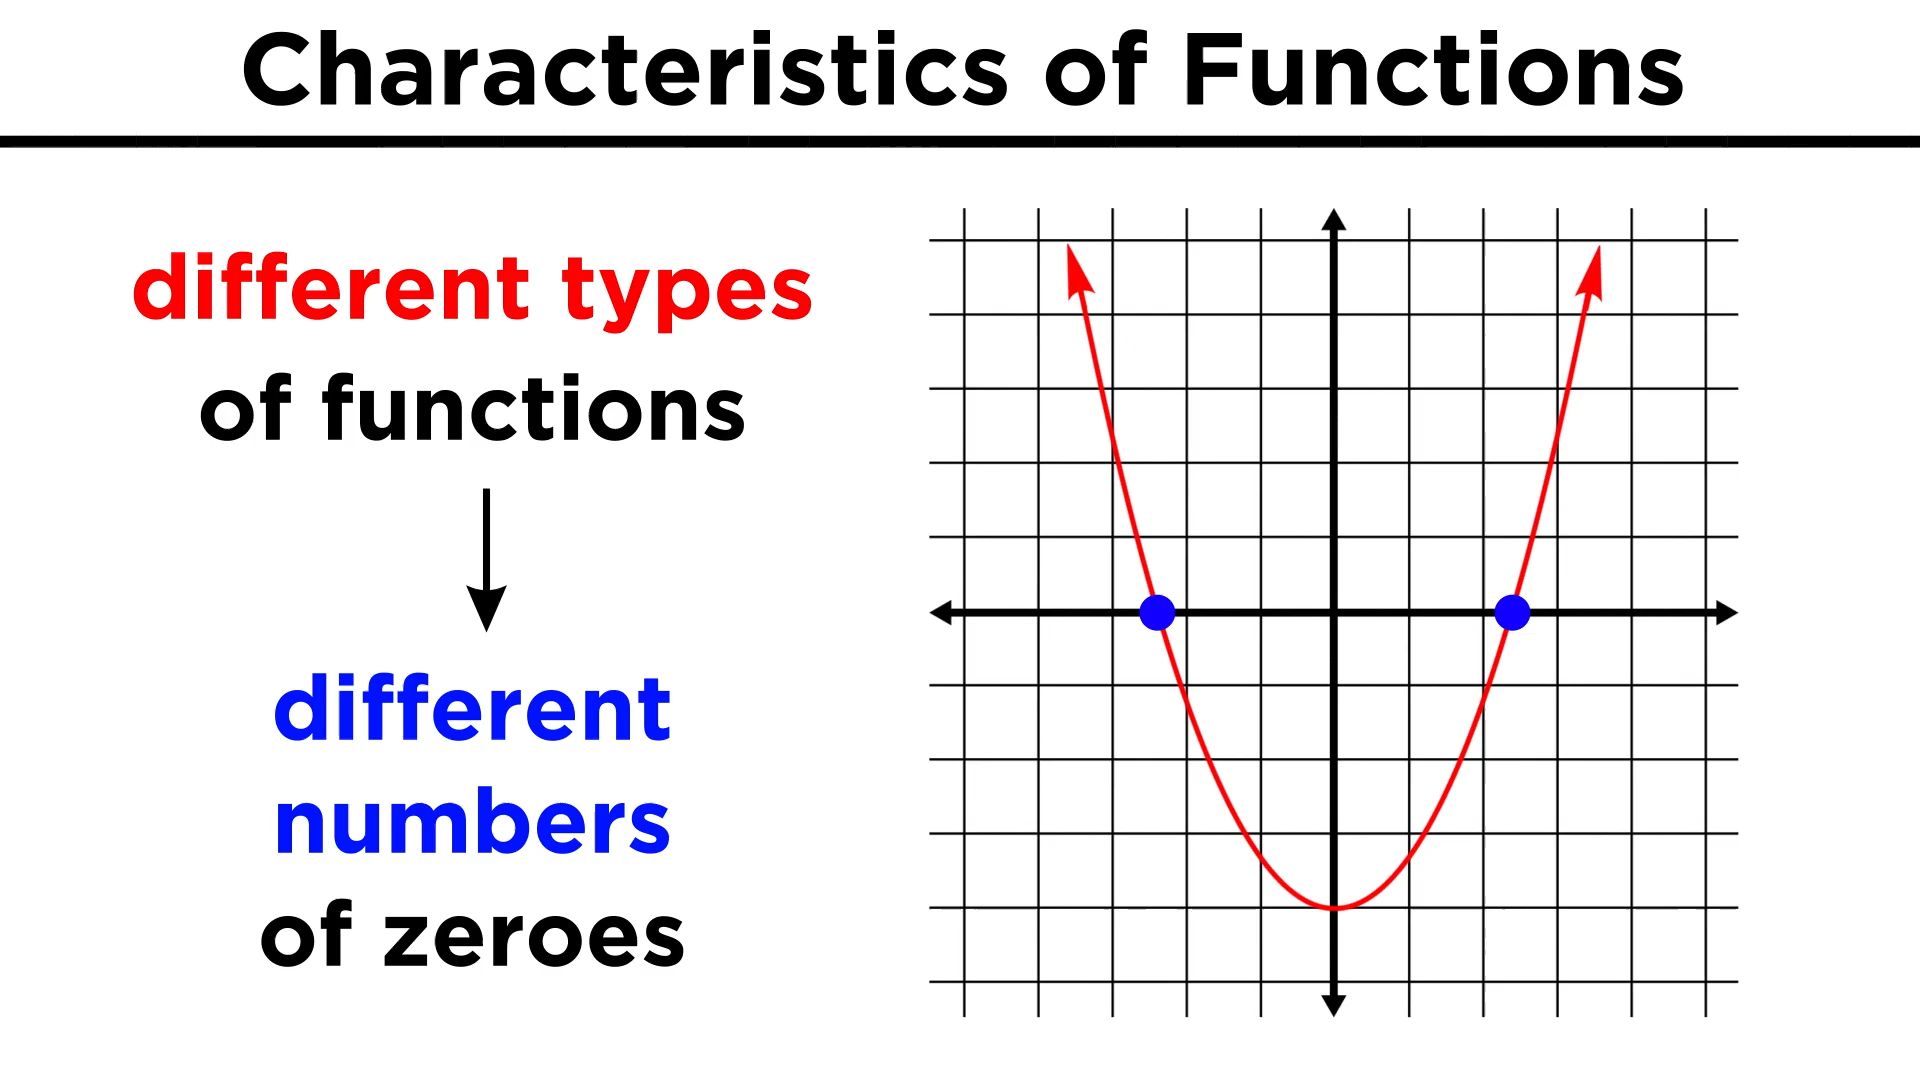 Characteristics of Functions
different types
of functions
different
numbers
of zeroes